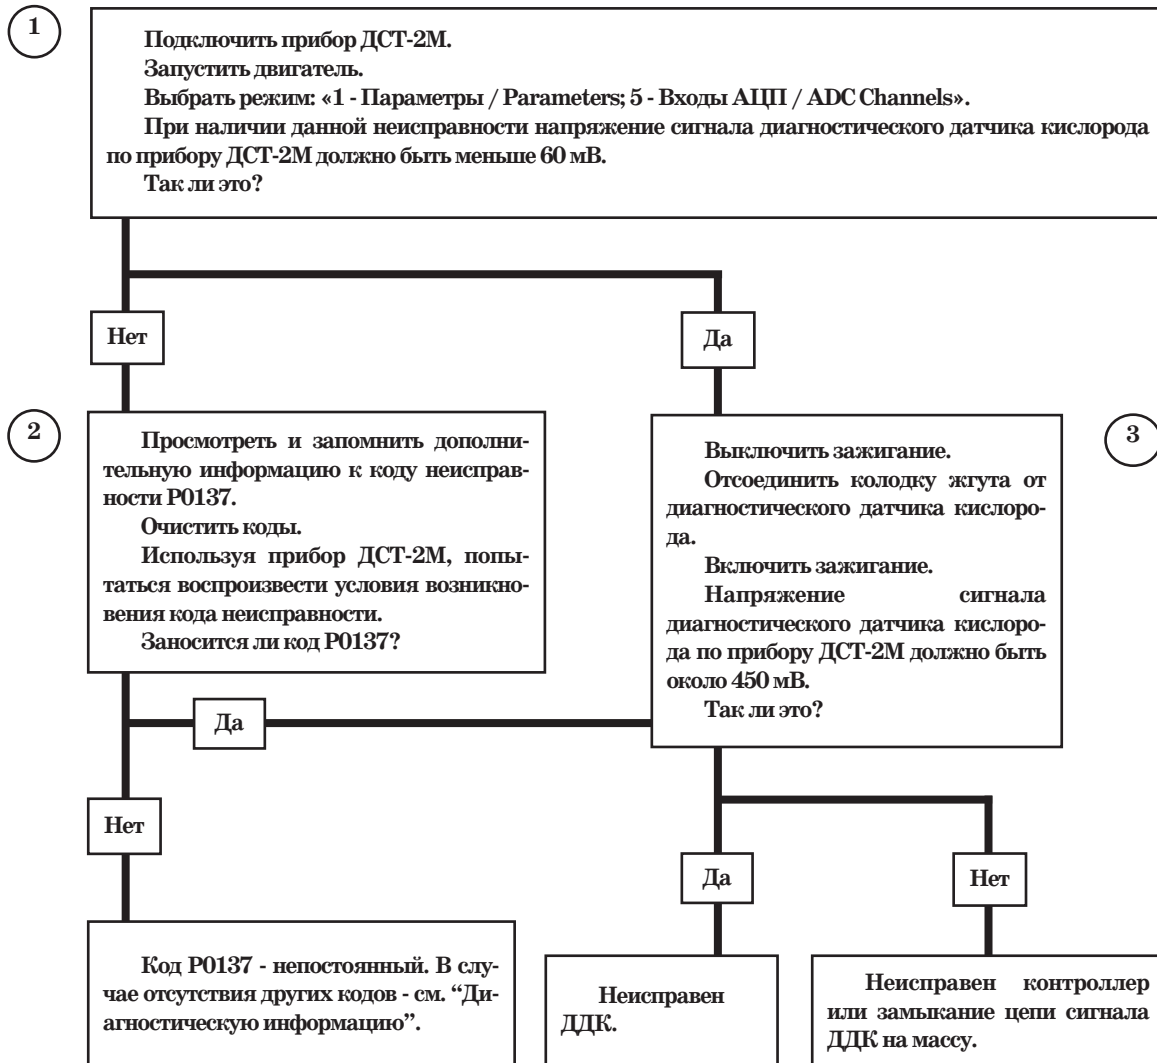 1
Подключить прибор ДСТ-2М.
Запустить двигатель.
Выбрать режим: «1 - Параметры / Parameters; 5 - Входы АЦП / ADC Channels».
При наличии данной неисправности напряжение сигнала диагностического датчика кислорода
по прибору ДСТ-2М должно быть меньше 60 мВ.
Так ли это?
Нет
Да
2
Просмотреть и запомнить дополни-
тельную информацию к коду неисправ-
ности Р0137.
Очистить коды.
Используя прибор ДСТ-2М, попы-
таться воспроизвести условия возникно-
вения кода неисправности.
Заносится ли код Р0137?
3
Выключить зажигание.
Отсоединить колодку жгута от
диагностического датчика кислоро-
да.
Включить зажигание.
Напряжение сигнала
диагностического датчика кислоро-
да по прибору ДСТ-2М должно быть
около 450 мВ.
Так ли это?
Да
Нет
Да
Нет
Код Р0137 - непостоянный. В слу-
чае отсутствия других кодов - см. “Ди-
агностическую информацию”.
Неисправен
ДДК.
Неисправен контроллер
или замыкание цепи сигнала
ДДК на массу.